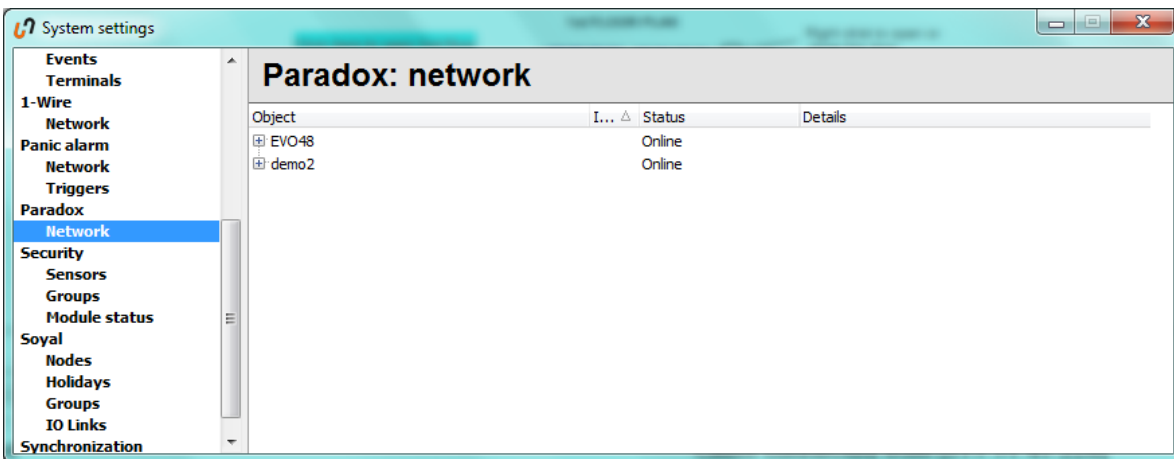 System settings
Events
Terminals
1-Wire
Network
Panic alarm
Network
Triggers
Paradox
Network
Security
Sensors
Groups
Module status
Soyal
Nodes
Holidays
Groups
IO Links
Synchronization
Paradox: network
Object I... Status Details
EVO48 Online
demo2 Online